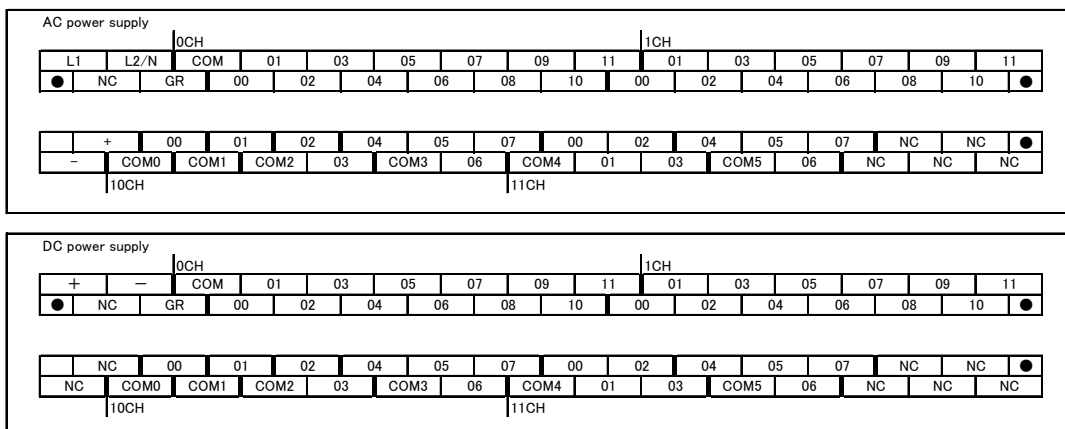 AC power supply
0CH 1CH
L1 L2/N COM 01 03 05 07 09 11 01 03 05 07 09 11
● NC GR 00 02 04 06 08 10 00 02 04 06 08 10 ●
+ 00 01 02 04 05 07 00 02 04 05 07 NC NC ●
- COM0 COM1 COM2 03 COM3 06 COM4 01 03 COM5 06 NC NC NC
10CH 11CH
DC power supply
0CH 1CH
+ - COM 01 03 05 07 09 11 01 03 05 07 09 11
● NC GR 00 02 04 06 08 10 00 02 04 06 08 10 ●
NC 00 01 02 04 05 07 00 02 04 05 07 NC NC ●
NC COM0 COM1 COM2 03 COM3 06 COM4 01 03 COM5 06 NC NC NC
10CH 11CH